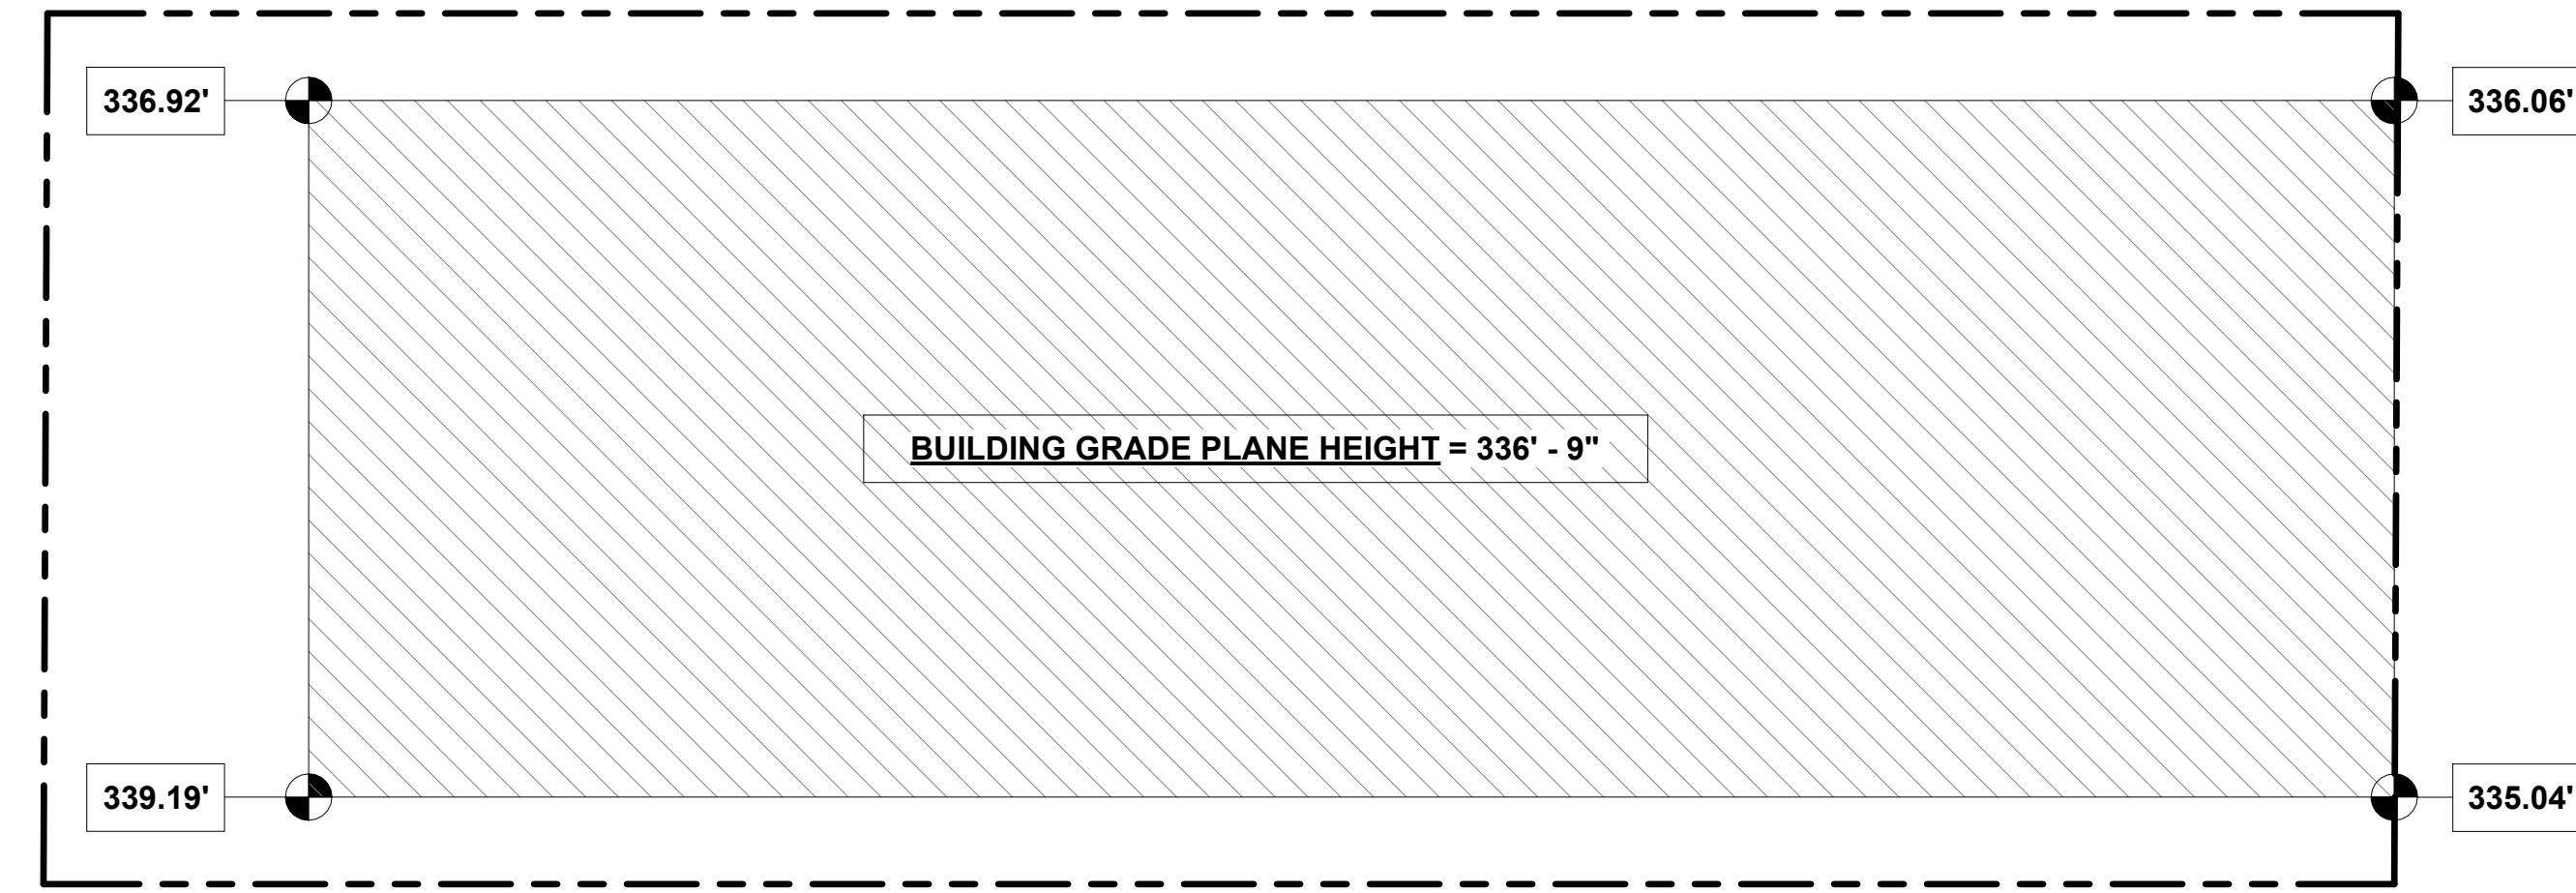 336.92'
336.06'
BUILDING GRADE PLANE HEIGHT = 336' - 9"
339.19'
335.04'